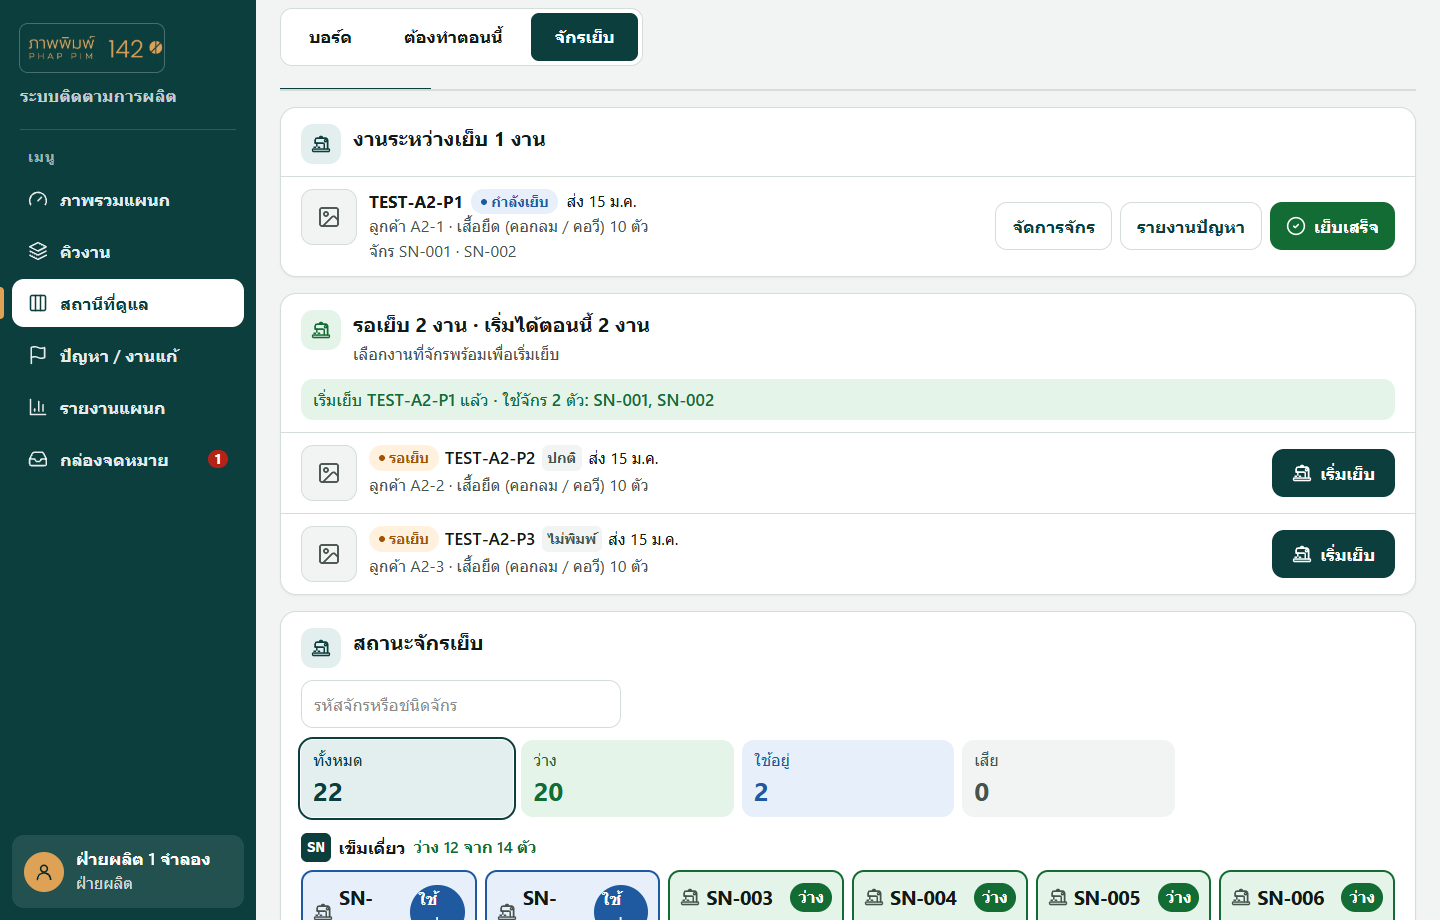 ภาพพิมพ์ 142
PHAP PIM
ระบบติดตามการผลิต
เมนู
ภาพรวมแผนก
คิวงาน
สถานีที่ดูแล
ปัญหา / งานแก้
รายงานแผนก
กล่องจดหมาย 1
ฝ่ายผลิต 1 จำลอง
ฝ่ายผลิต
บอร์ด ต้องทำตอนนี้ จักรเย็บ
งานระหว่างเย็บ 1 งาน
TEST-A2-P1 กำลังเย็บ ส่ง 15 ม.ค.
ลูกค้า A2-1 · เสื้อยืด (คอกลม / คอวี) 10 ตัว
จักร SN-001 · SN-002
จัดการจักร รายงานปัญหา เย็บเสร็จ
รอเย็บ 2 งาน · เริ่มได้ตอนนี้ 2 งาน
เลือกงานที่จักรพร้อมเพื่อเริ่มเย็บ
เริ่มเย็บ TEST-A2-P1 แล้ว · ใช้จักร 2 ตัว: SN-001, SN-002
รอเย็บ TEST-A2-P2 ปกติ ส่ง 15 ม.ค.
ลูกค้า A2-2 · เสื้อยืด (คอกลม / คอวี) 10 ตัว
เริ่มเย็บ
รอเย็บ TEST-A2-P3 ไม่พิมพ์ ส่ง 15 ม.ค.
ลูกค้า A2-3 · เสื้อยืด (คอกลม / คอวี) 10 ตัว
เริ่มเย็บ
สถานะจักรเย็บ
รหัสจักรหรือชนิดจักร
ทั้งหมด ว่าง ใช้อยู่ เสีย
22 20 2 0
SN เข็มเดี่ยว ว่าง 12 จาก 14 ตัว
SN- ใช้ SN- ใช้ SN-003 ว่าง SN-004 ว่าง SN-005 ว่าง SN-006 ว่าง